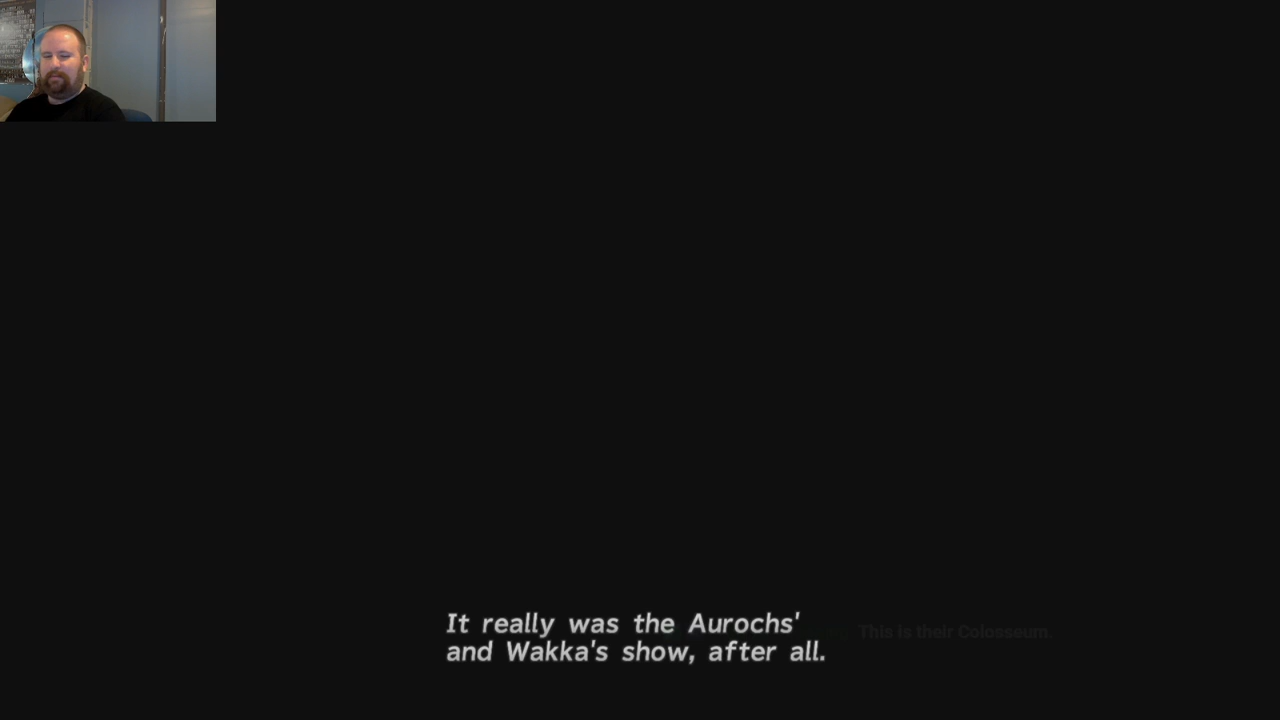 It really was the Aurochs'
and Wakka's show, after all.
This is their Colosseum.